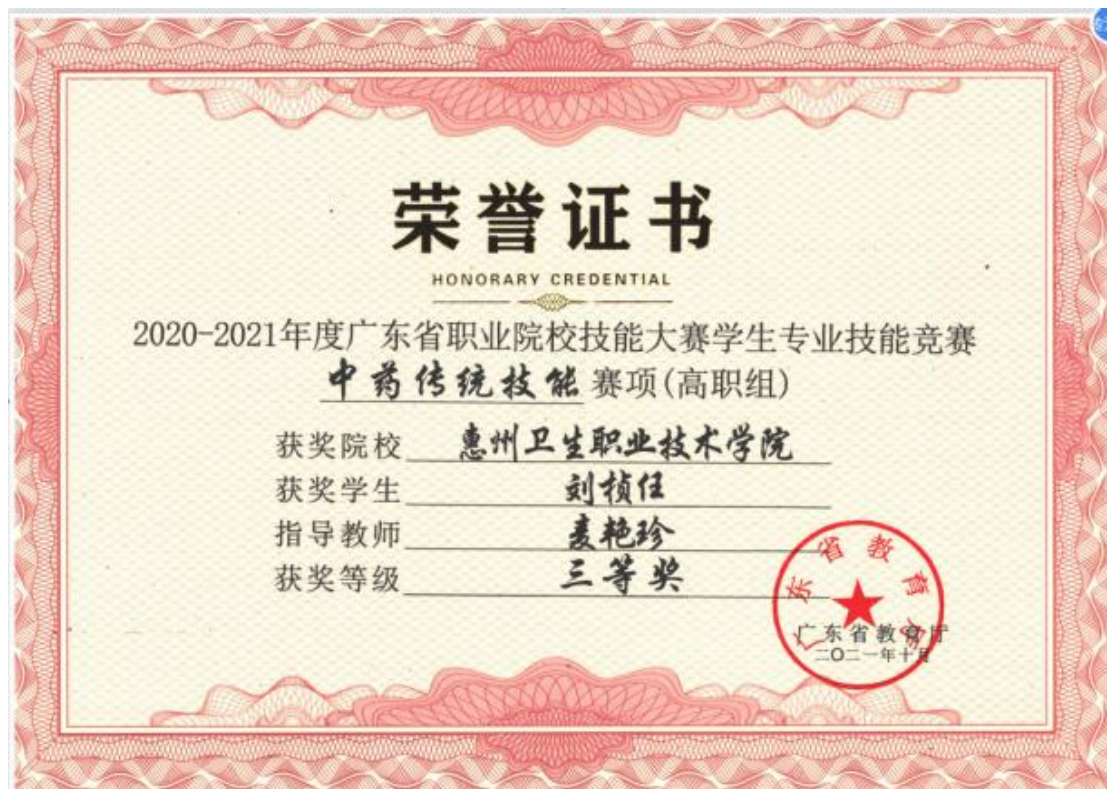 荣誉证书
HONORARY CREDENTIAL
2020-2021年度广东省职业院校技能大赛学生专业技能竞赛
中药传统技能 赛项(高职组)
获奖院校 惠州卫生职业技术学院
获奖学生 刘桢任
指导教师 麦艳珍
获奖等级 三等奖
广东省教育厅
广东省教育厅
二〇二一年十月